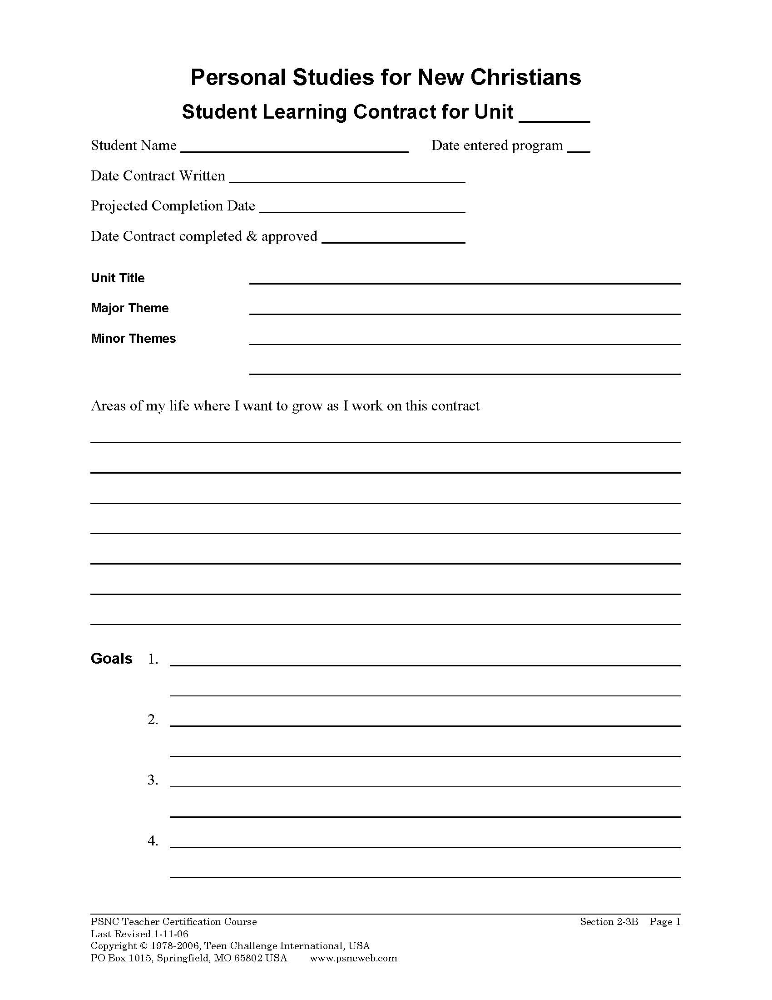 Personal Studies for New Christians
Student Learning Contract for Unit
Student Name Date entered program
Date Contract Written
Projected Completion Date
Date Contract completed & approved
Unit Title
Major Theme
Minor Themes
Areas of my life where I want to grow as I work on this contract
Goals 1.
2.
3.
4.
PSNC Teacher Certification Course Section 2-3B Page 1
Last Revised 1-11-06
Copyright © 1978-2006, Teen Challenge International, USA
PO Box 1015, Springfield, MO 65802 USA www.psncweb.com